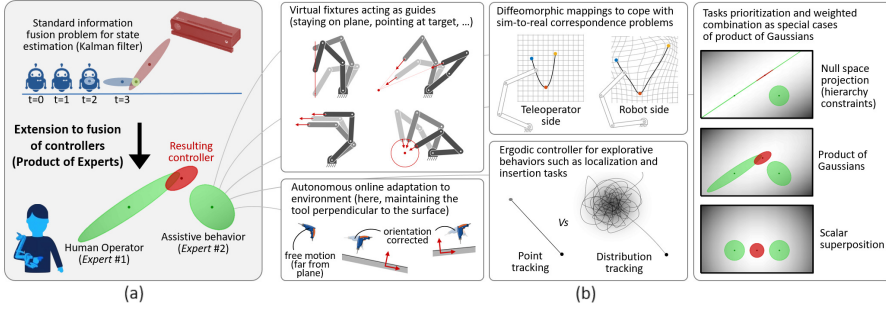 Standard information
fusion problem for state
estimation (Kalman filter)
t=0
t=1
t=2
t=3
Extension to fusion
of controllers
(Product of Experts)
Resulting
controller
Human Operator
(Expert #1)
Assistive behavior
(Expert #2)
(a)
Virtual fixtures acting as guides
(staying on plane, pointing at target, ...)
Autonomous online adaptation to
environment (here, maintaining the
tool perpendicular to the surface)
free motion
(far from
plane)
orientation
corrected
Diffeomorphic mappings to cope with
sim-to-real correspondence problems
Teleoperator
side
Robot
side
Ergodic controller for explorative
behaviors such as localization and
insertion tasks
Vs
Point
tracking
Distribution
tracking
(b)
Tasks prioritization and weighted
combination as special cases
of product of Gaussians
Null space
projection
(hierarchy
constraints)
Product of
Gaussians
Scalar
superposition